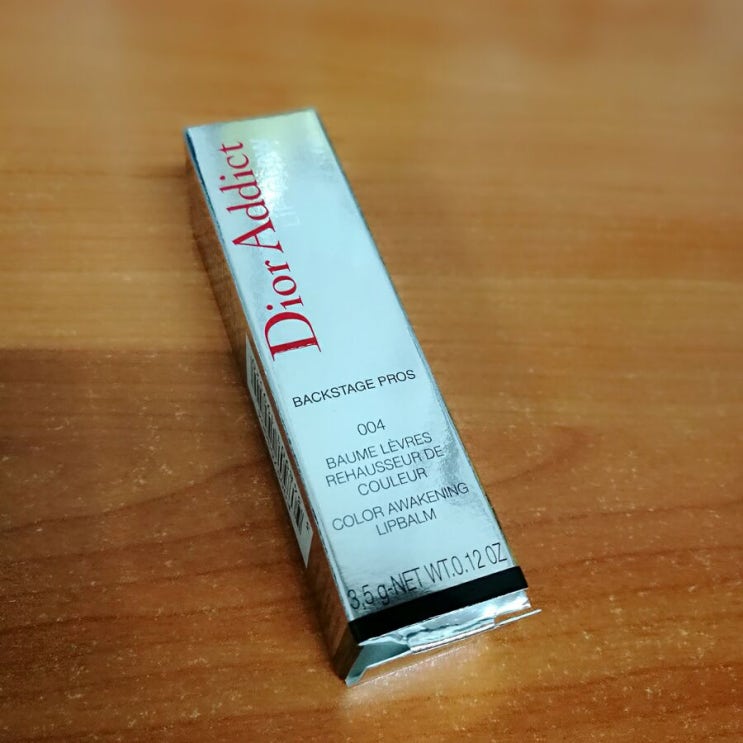 Dior Addict
BACKSTAGE PROS
004
BAUME LÈVRES
REHAUSSEUR DE
COULEUR
COLOR AWAKENING
LIPBALM
3,5 g-NET WT.0.12 OZ